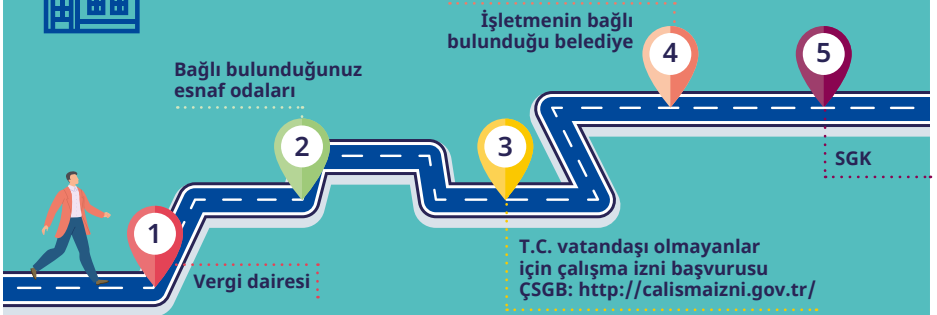 1
Vergi dairesi
2
Bağlı bulunduğunuz
esnaf odaları
3
T.C. vatandaşı olmayanlar
için çalışma izni başvurusu
ÇSGB: http://calismaizni.gov.tr/
4
İşletmenin bağlı
bulunduğu belediye
5
SGK